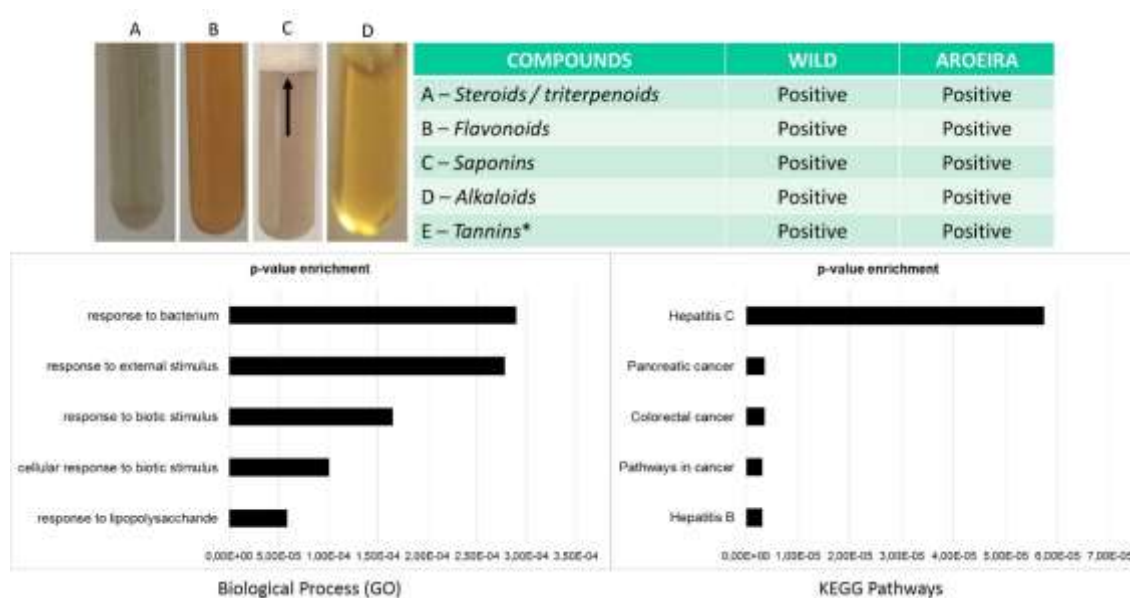 A B C D
COMPOUNDS WILD AROEIRA
A – Steroids / triterpenoids Positive Positive
B – Flavonoids Positive Positive
C – Saponins Positive Positive
D – Alkaloids Positive Positive
E – Tannins* Positive Positive
p-value enrichment
response to bacterium
response to external stimulus
response to biotic stimulus
cellular response to biotic stimulus
response to lipopolysaccharide
0,00E+00 5,00E-05 1,00E-04 1,50E-04 2,00E-04 2,50E-04 3,00E-04 3,50E-04
Biological Process (GO)
p-value enrichment
Hepatitis C
Pancreatic cancer
Colorectal cancer
Pathways in cancer
Hepatitis B
0,00E+00 1,00E-05 2,00E-05 3,00E-05 4,00E-05 5,00E-05 6,00E-05 7,00E-05
KEGG Pathways